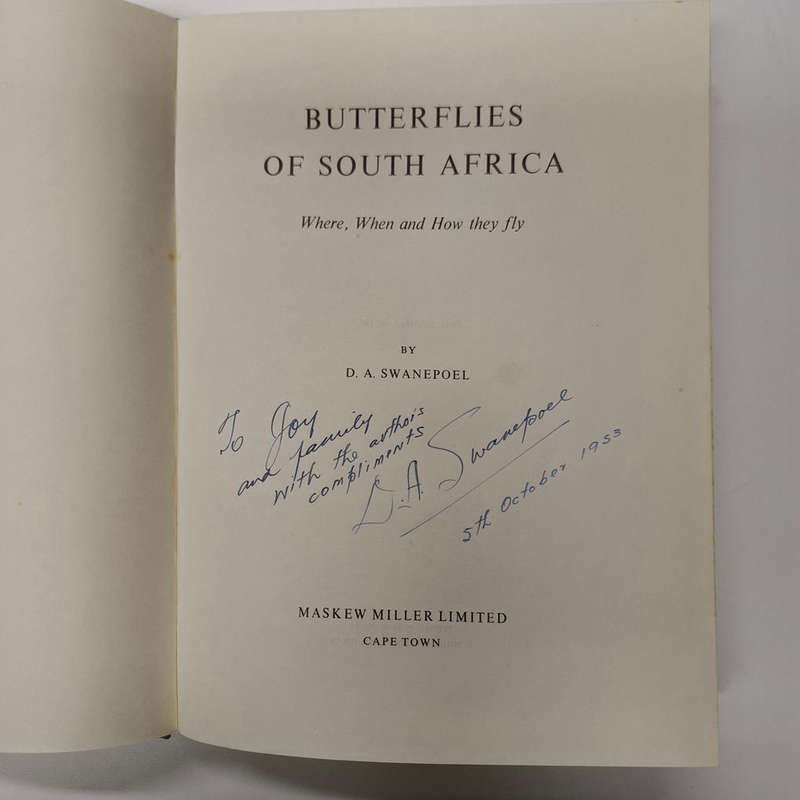 BUTTERFLIES
OF SOUTH AFRICA
Where, When and How they fly
BY
D. A. SWANEPOEL
To Joy
and family
with the author's
compliments
D.A. Swanepoel
5th October 1953
MASKEW MILLER LIMITED
CAPE TOWN